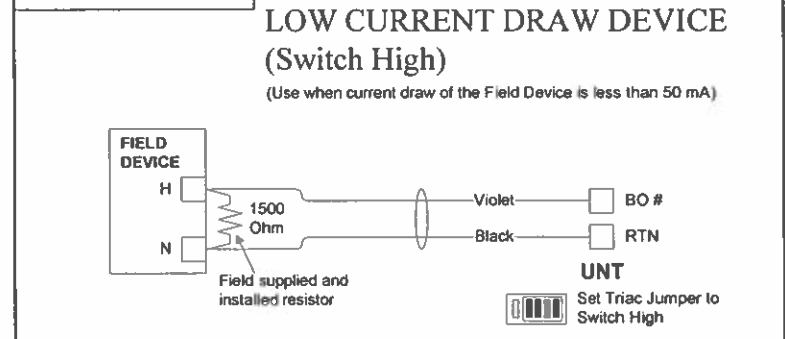 LOW CURRENT DRAW DEVICE
(Switch High)
(Use when current draw of the Field Device is less than 50 mA)
FIELD
DEVICE
H
1500
Ohm
N
Violet
BO #
Black
RTN
Field supplied and
installed resistor
UNT
Set Triac Jumper to
Switch High